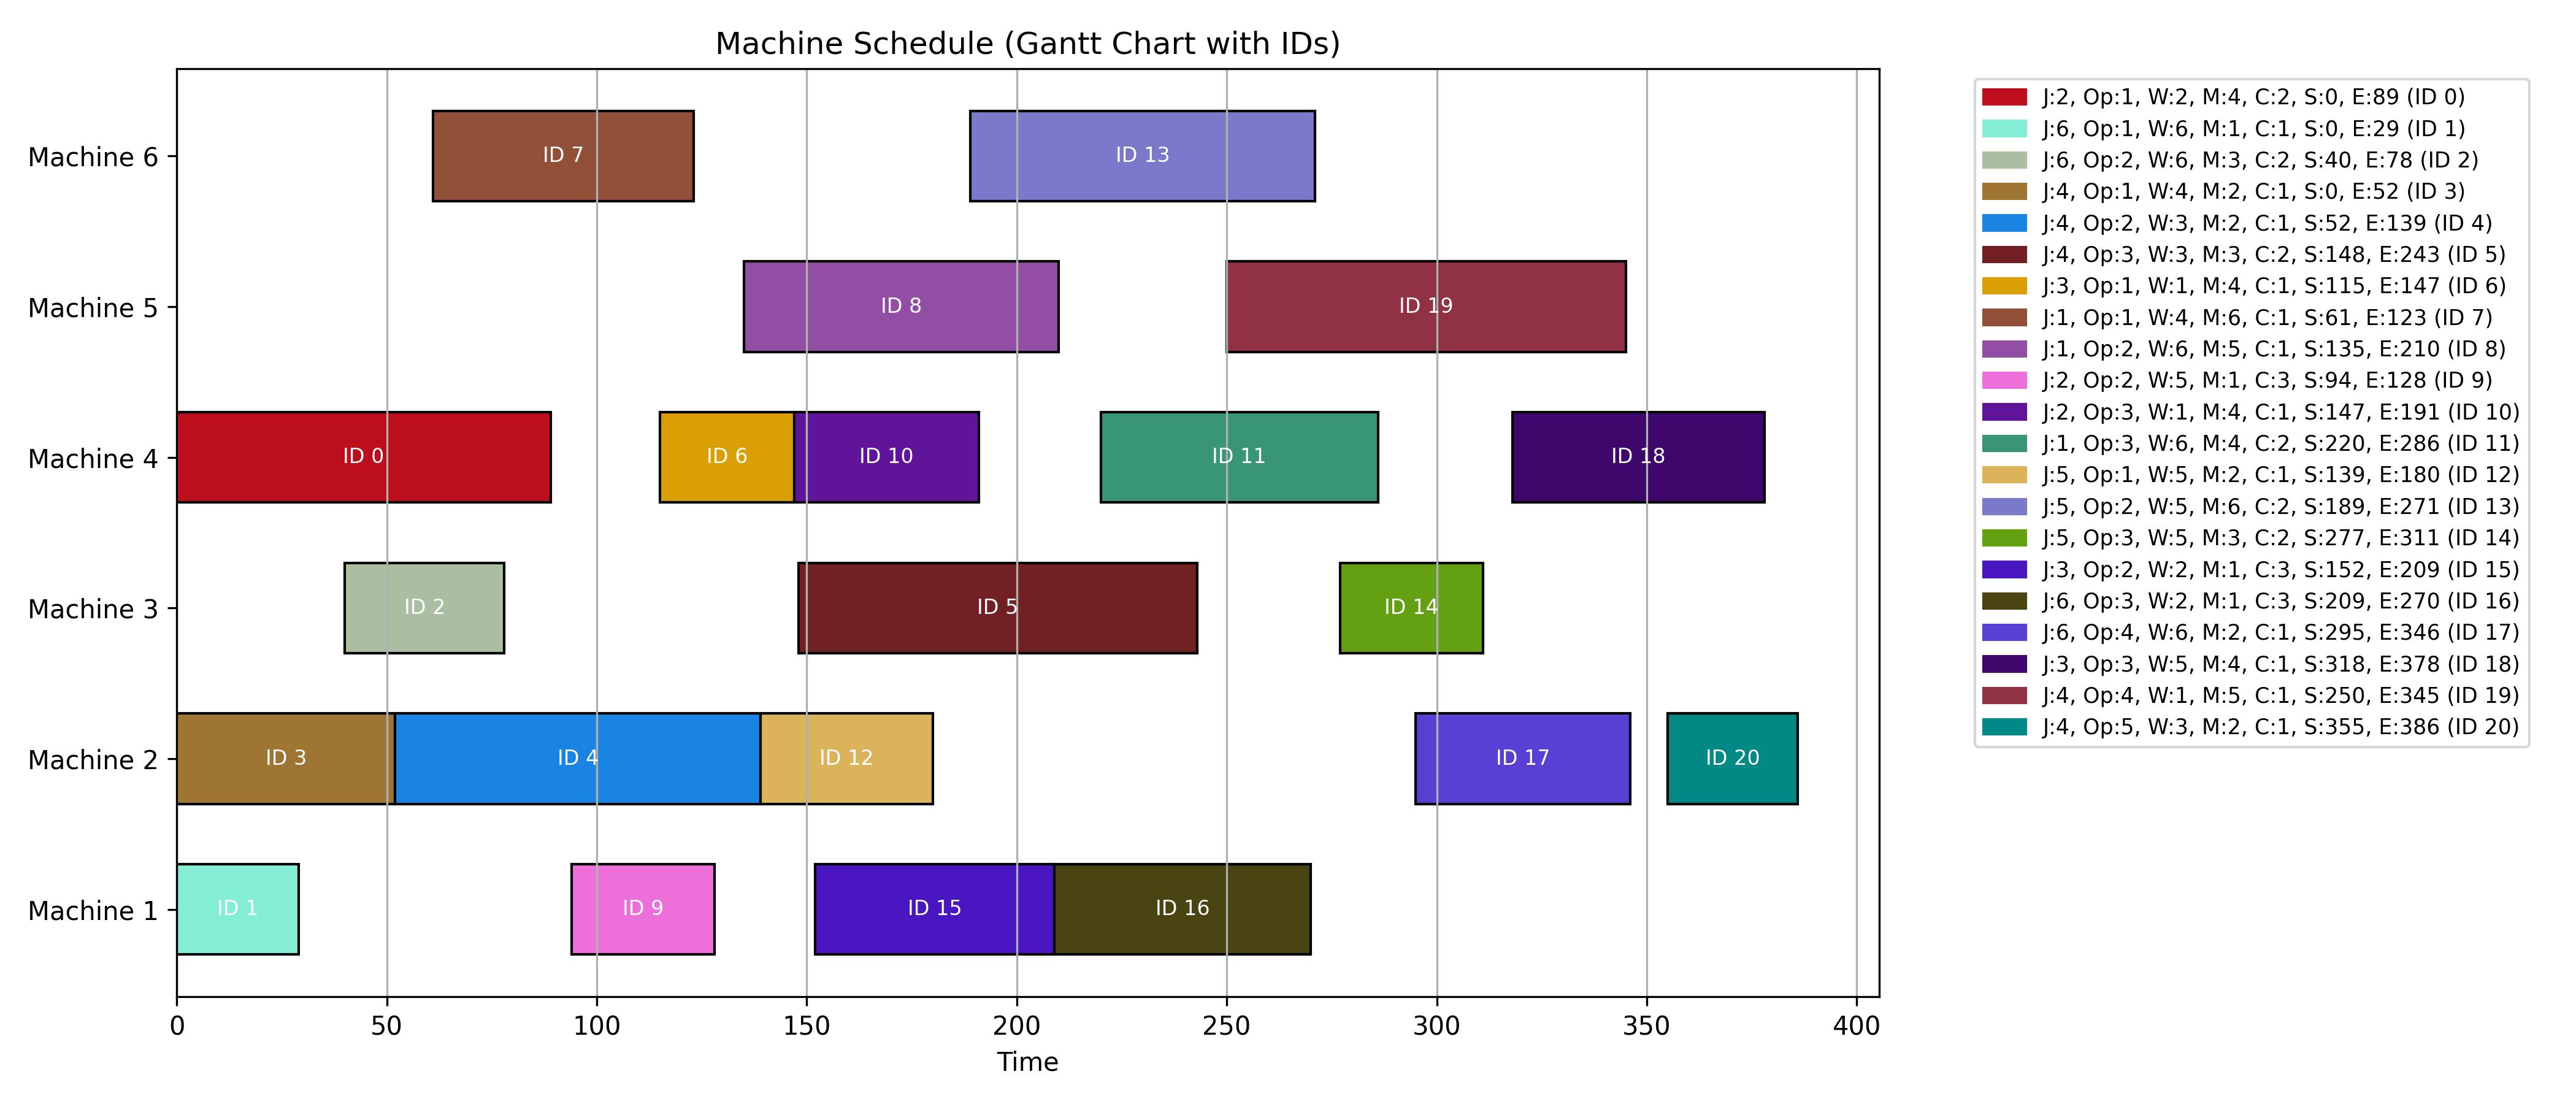 Machine Schedule (Gantt Chart with IDs)
Machine 6
ID 7
ID 13
Machine 5
ID 8
ID 19
Machine 4
ID 0
ID 6
ID 10
ID 11
ID 18
Machine 3
ID 2
ID 5
ID 14
Machine 2
ID 3
ID 4
ID 12
ID 17
ID 20
Machine 1
ID 1
ID 9
ID 15
ID 16
0 50 100 150 200 250 300 350 400
Time
J:2, Op:1, W:2, M:4, C:2, S:0, E:89 (ID 0)
J:6, Op:1, W:6, M:1, C:1, S:0, E:29 (ID 1)
J:6, Op:2, W:6, M:3, C:2, S:40, E:78 (ID 2)
J:4, Op:1, W:4, M:2, C:1, S:0, E:52 (ID 3)
J:4, Op:2, W:3, M:2, C:1, S:52, E:139 (ID 4)
J:4, Op:3, W:3, M:3, C:2, S:148, E:243 (ID 5)
J:3, Op:1, W:1, M:4, C:1, S:115, E:147 (ID 6)
J:1, Op:1, W:4, M:6, C:1, S:61, E:123 (ID 7)
J:1, Op:2, W:6, M:5, C:1, S:135, E:210 (ID 8)
J:2, Op:2, W:5, M:1, C:3, S:94, E:128 (ID 9)
J:2, Op:3, W:1, M:4, C:1, S:147, E:191 (ID 10)
J:1, Op:3, W:6, M:4, C:2, S:220, E:286 (ID 11)
J:5, Op:1, W:5, M:2, C:1, S:139, E:180 (ID 12)
J:5, Op:2, W:5, M:6, C:2, S:189, E:271 (ID 13)
J:5, Op:3, W:5, M:3, C:2, S:277, E:311 (ID 14)
J:3, Op:2, W:2, M:1, C:3, S:152, E:209 (ID 15)
J:6, Op:3, W:2, M:1, C:3, S:209, E:270 (ID 16)
J:6, Op:4, W:6, M:2, C:1, S:295, E:346 (ID 17)
J:3, Op:3, W:5, M:4, C:1, S:318, E:378 (ID 18)
J:4, Op:4, W:1, M:5, C:1, S:250, E:345 (ID 19)
J:4, Op:5, W:3, M:2, C:1, S:355, E:386 (ID 20)